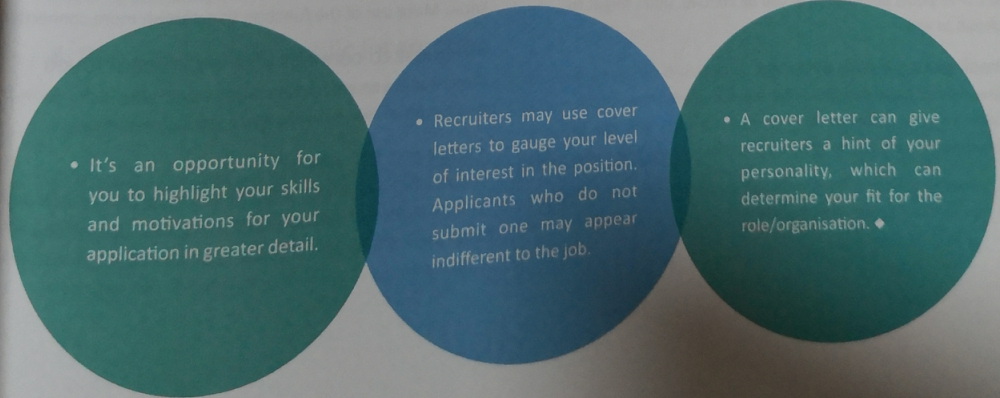 • It's an opportunity for
you to highlight your skills
and motivations for your
application in greater detail.
• Recruiters may use cover
letters to gauge your level
of interest in the position.
Applicants who do not
submit one may appear
indifferent to the job.
• A cover letter can give
recruiters a hint of your
personality, which can
determine your fit for the
role/organisation. ◆